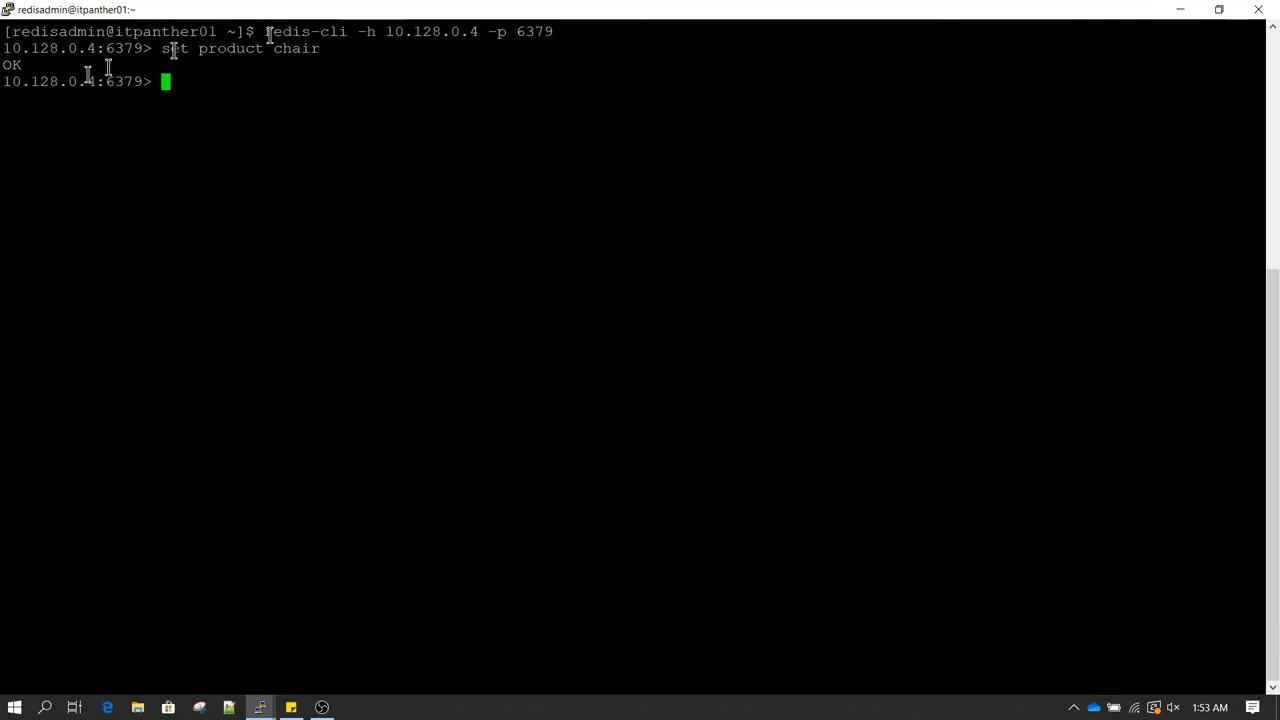 redisadmin@itpanther01:~
[redisadmin@itpanther01 ~]$ redis-cli -h 10.128.0.4 -p 6379
10.128.0.4:6379> set product chair
OK
10.128.0.4:6379>
1:53 AM